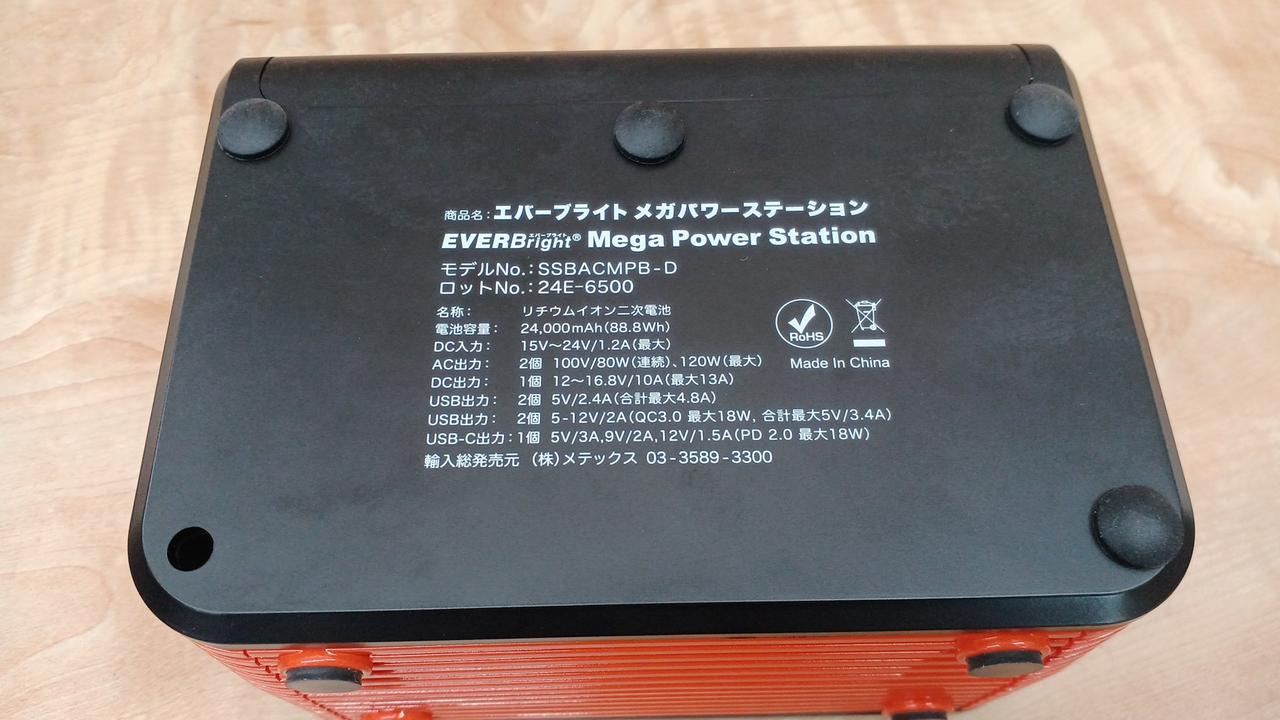 商品名：エバーブライト メガパワーステーション
EVERBright® エバーブライト Mega Power Station
モデルNo.：SSBACMPB-D
ロットNo.：24E-6500
名称： リチウムイオン二次電池
電池容量： 24,000mAh(88.8Wh)
DC入力： 15V〜24V/1.2A(最大)
AC出力： 2個 100V/80W(連続)、120W(最大)
DC出力： 1個 12〜16.8V/10A(最大13A)
USB出力： 2個 5V/2.4A(合計最大4.8A)
USB出力： 2個 5-12V/2A(QC3.0 最大18W, 合計最大5V/3.4A)
USB-C出力：1個 5V/3A,9V/2A,12V/1.5A(PD 2.0 最大18W)
輸入総発売元 (株)メテックス 03-3589-3300
RoHS
Made In China